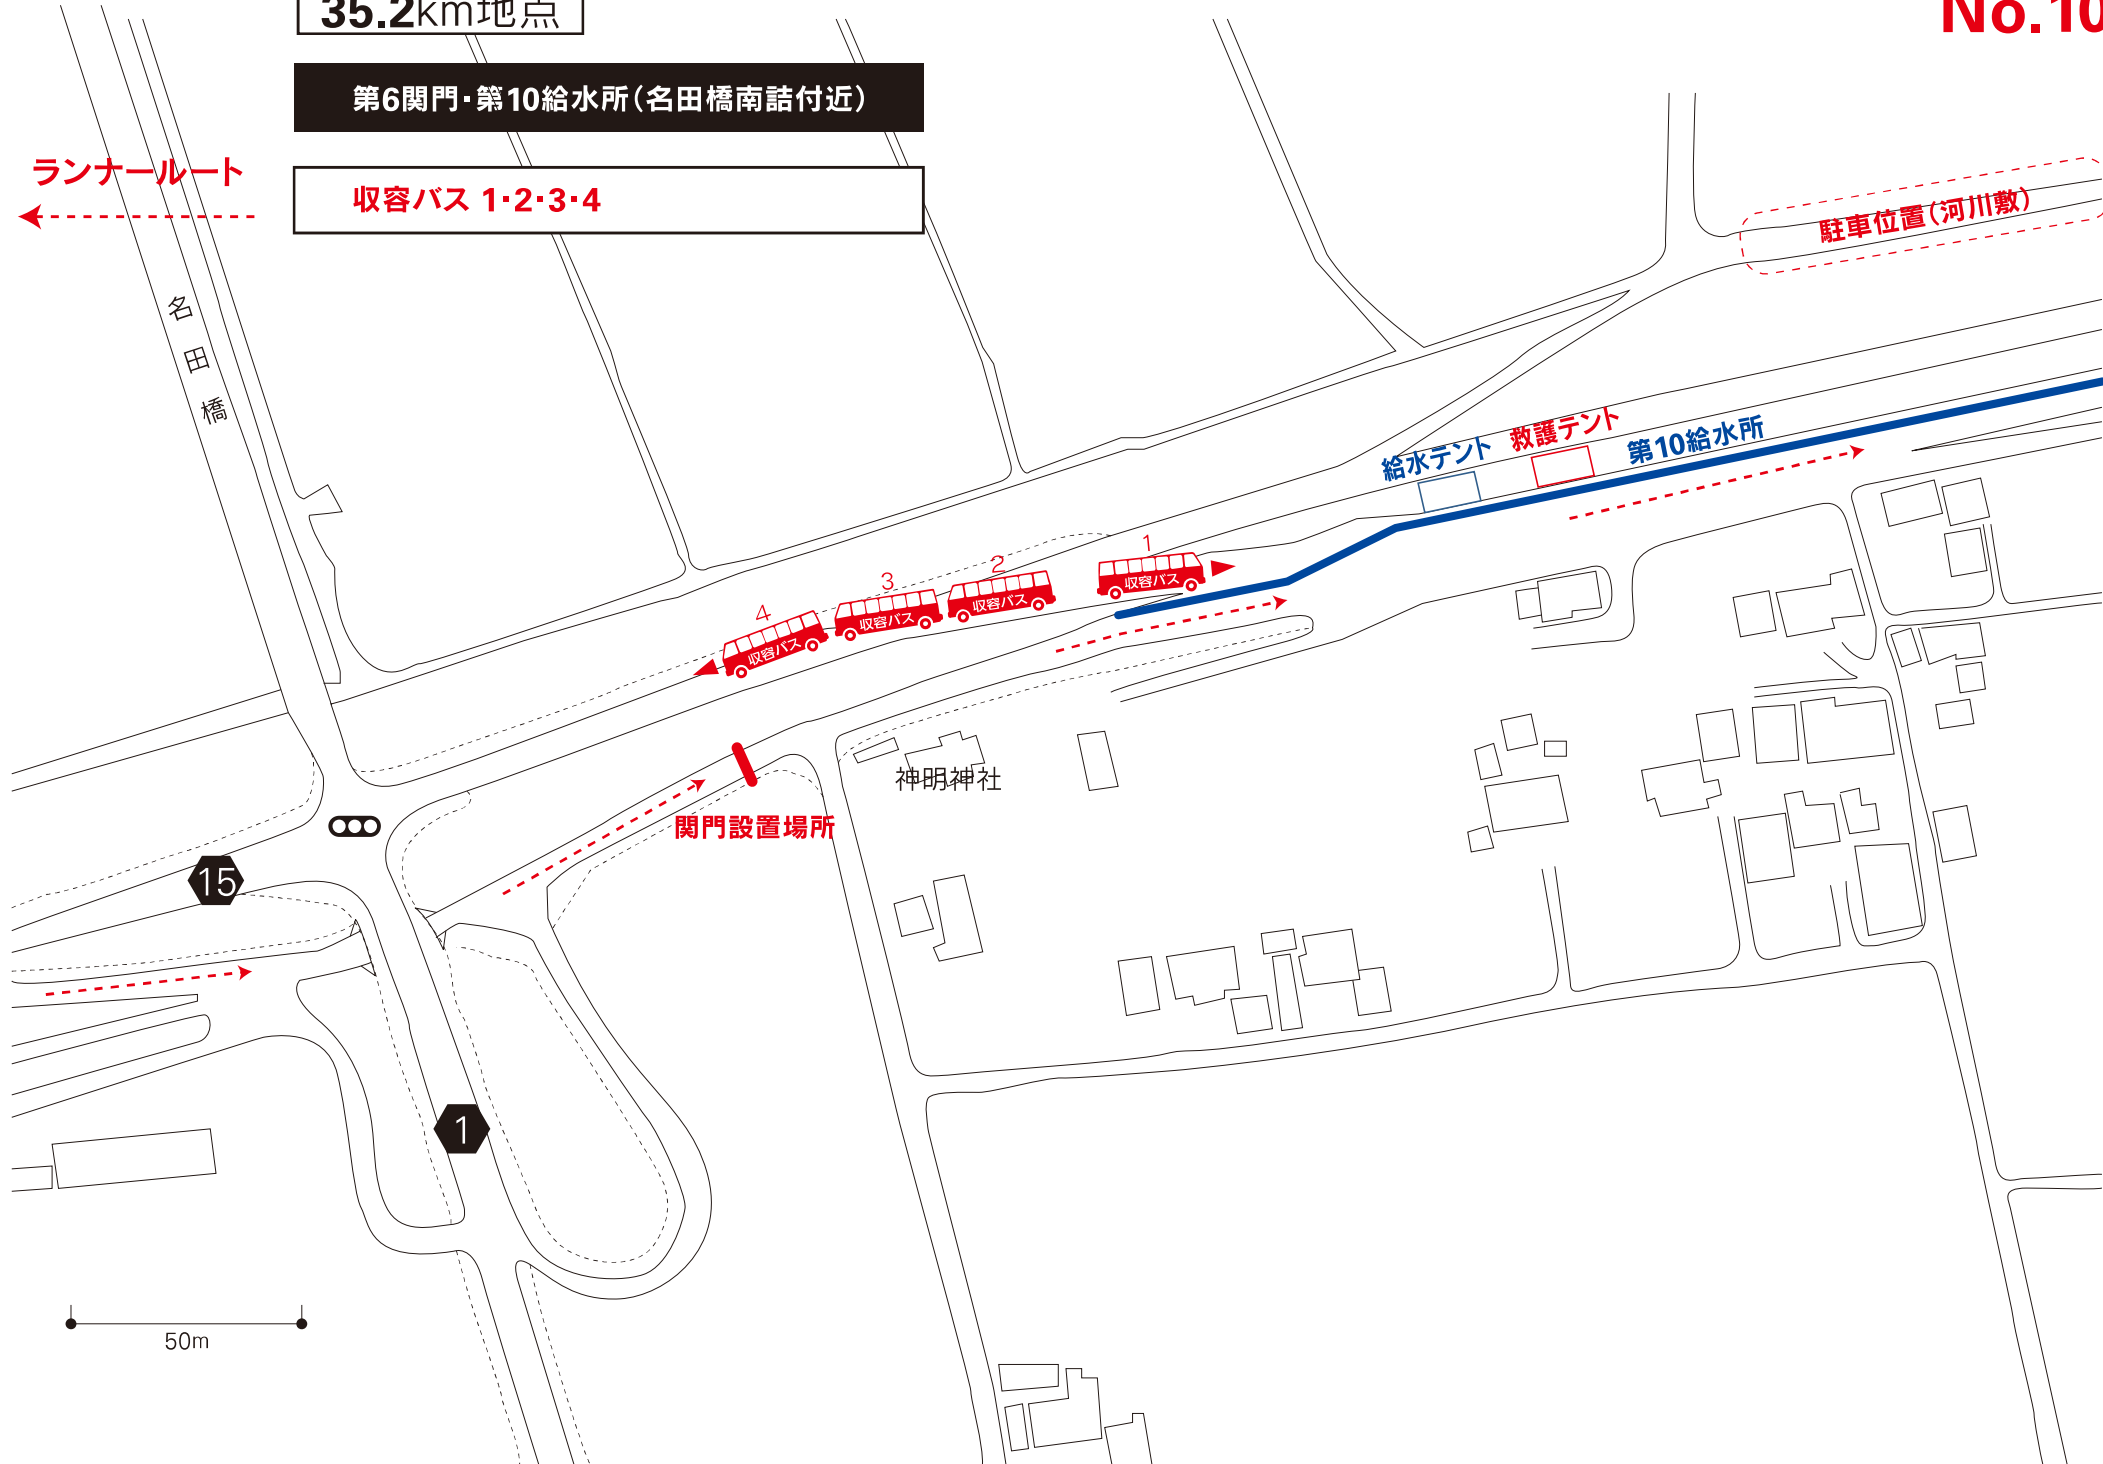 35.2km地点
No.10
第6関門・第10給水所(名田橋南詰付近)
ランナールート
収容バス 1・2・3・4
駐車位置(河川敷)
名田橋
給水テント
救護テント
第10給水所
1
2
3
4
収容バス
収容バス
収容バス
収容バス
神明神社
関門設置場所
15
1
50m